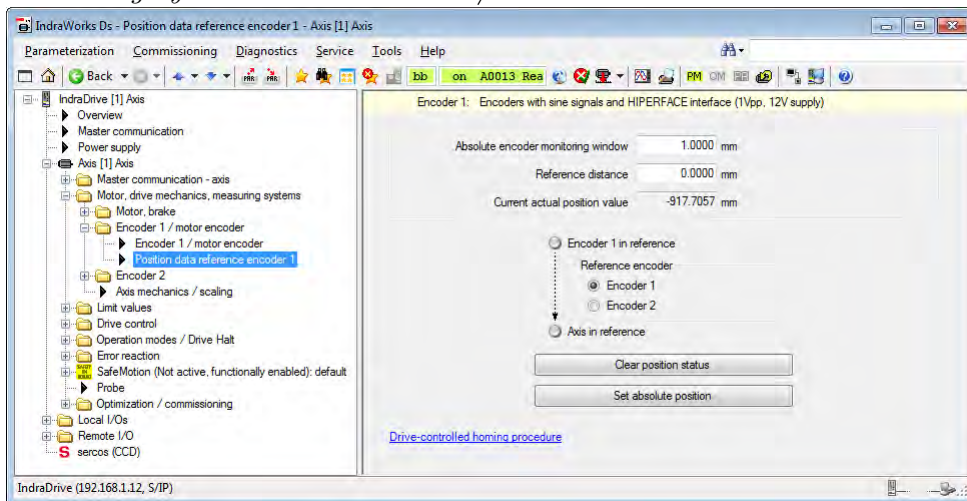 IndraWorks Ds - Position data reference encoder 1 - Axis [1] Axis
Parameterization Commissioning Diagnostics Service Tools Help
Back bb on A0013 Rea PM OM
IndraDrive [1] Axis
Overview
Master communication
Power supply
Axis [1] Axis
Master communication - axis
Motor, drive mechanics, measuring systems
Motor, brake
Encoder 1 / motor encoder
Encoder 1 / motor encoder
Position data reference encoder 1
Encoder 2
Axis mechanics / scaling
Limit values
Drive control
Operation modes / Drive Halt
Error reaction
SafeMotion (Not active, functionally enabled): default
Probe
Optimization / commissioning
Local I/Os
Remote I/O
S sercos (CCD)
Encoder 1: Encoders with sine signals and HIPERFACE interface (1Vpp, 12V supply)
Absolute encoder monitoring window 1.0000 mm
Reference distance 0.0000 mm
Current actual position value -917.7057 mm
Encoder 1 in reference
Reference encoder
Encoder 1
Encoder 2
Axis in reference
Clear position status
Set absolute position
Drive-controlled homing procedure
IndraDrive (192.168.1.12, S/IP)